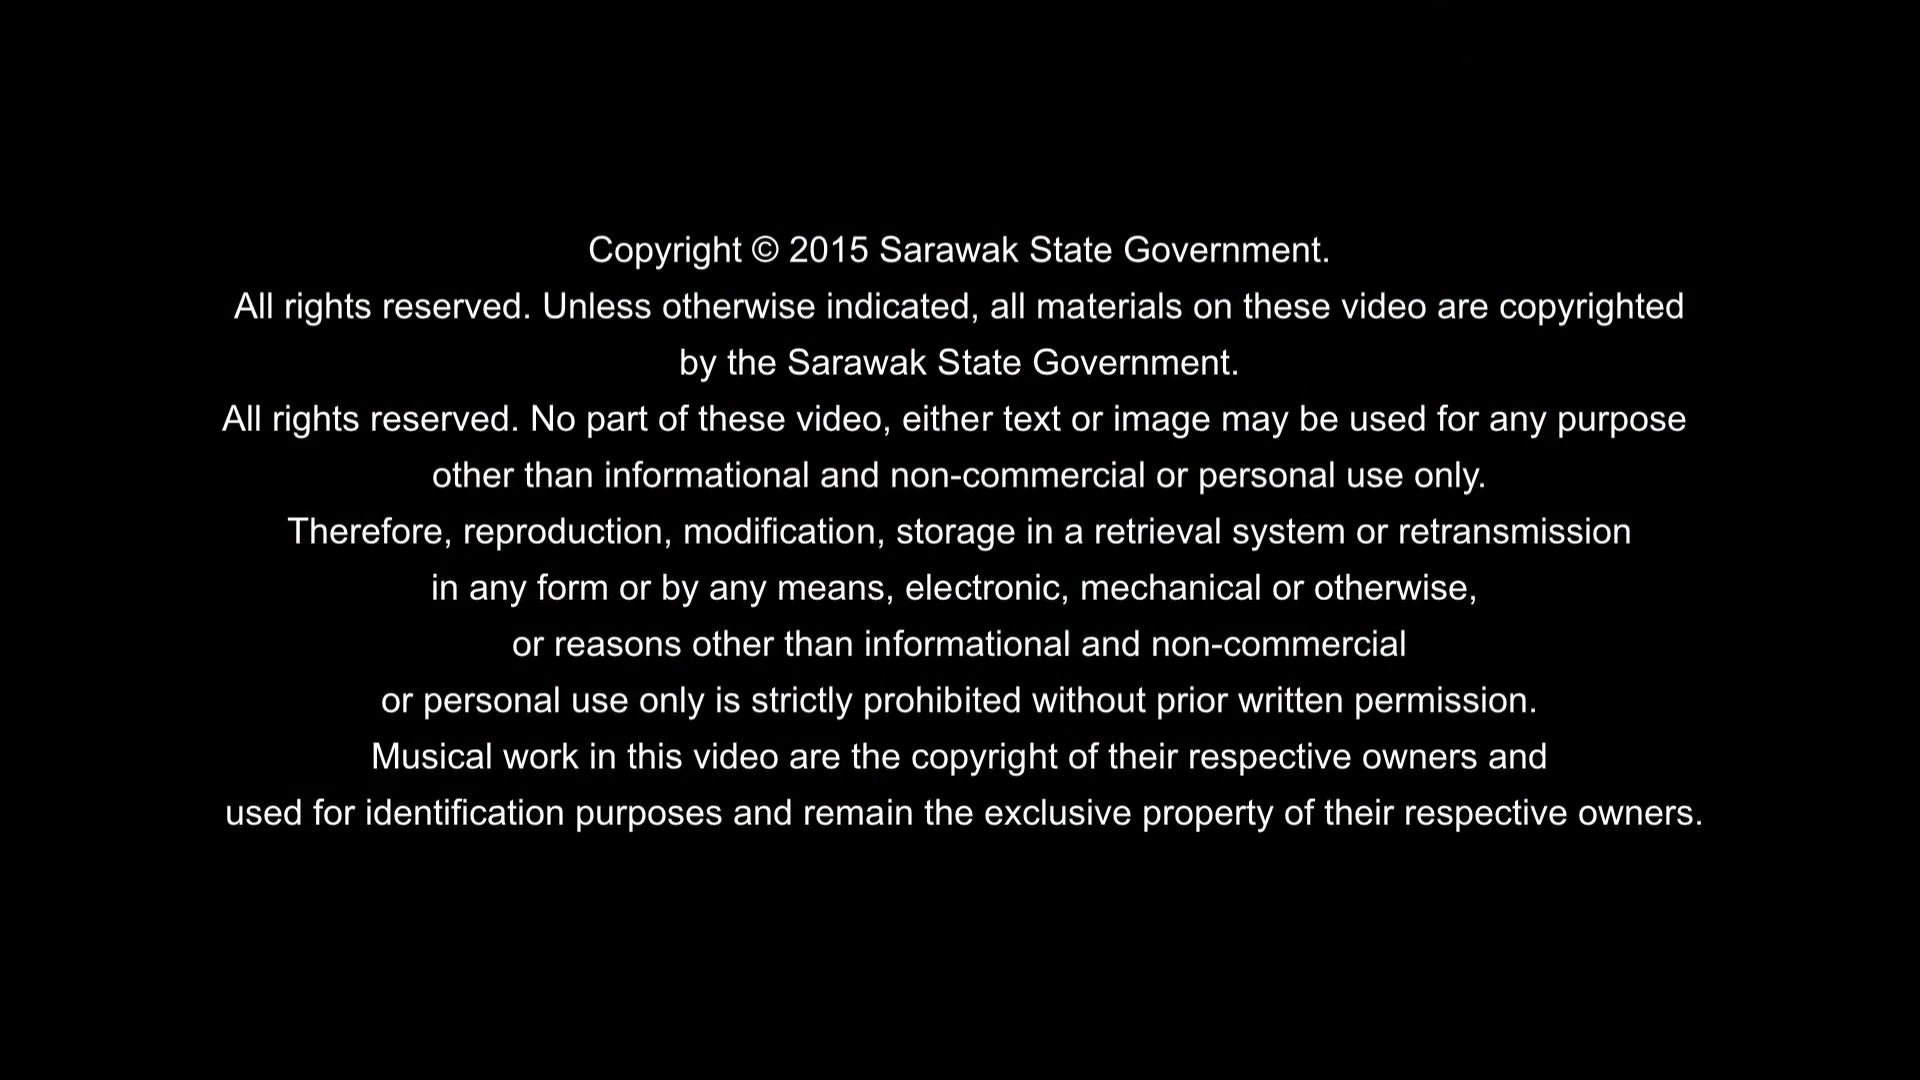 Copyright © 2015 Sarawak State Government.
All rights reserved. Unless otherwise indicated, all materials on these video are copyrighted
by the Sarawak State Government.
All rights reserved. No part of these video, either text or image may be used for any purpose
other than informational and non-commercial or personal use only.
Therefore, reproduction, modification, storage in a retrieval system or retransmission
in any form or by any means, electronic, mechanical or otherwise,
or reasons other than informational and non-commercial
or personal use only is strictly prohibited without prior written permission.
Musical work in this video are the copyright of their respective owners and
used for identification purposes and remain the exclusive property of their respective owners.